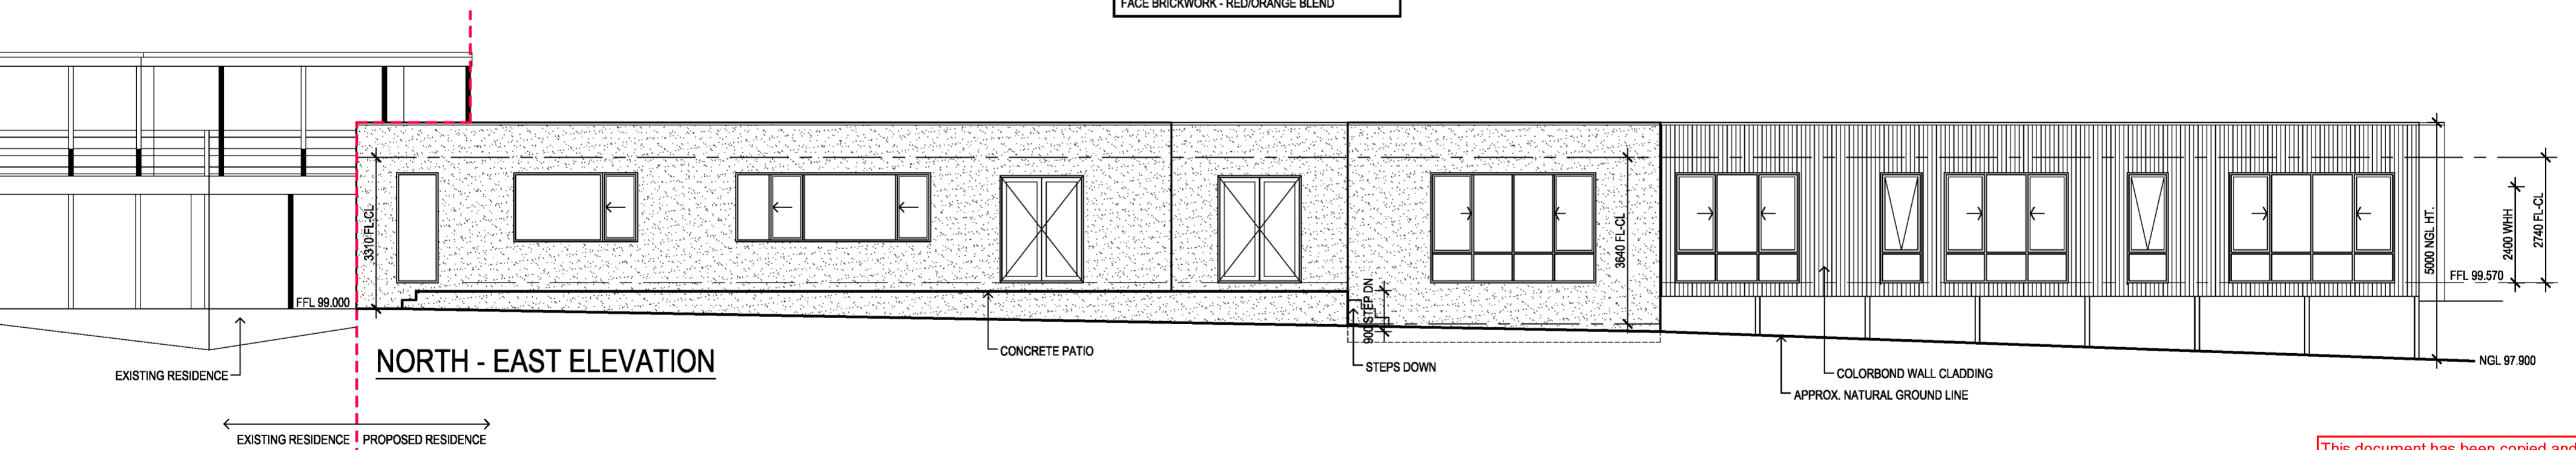 FACE BRICKWORK - RED/ORANGE BLEND
3310 FL-CL
FFL 99.000
900 STEP DN
3640 FL-CL
5000 NGL HT.
2400 WHH
2740 FL-CL
FFL 99.570
NORTH - EAST ELEVATION
CONCRETE PATIO
STEPS DOWN
EXISTING RESIDENCE
COLORBOND WALL CLADDING
APPROX. NATURAL GROUND LINE
NGL 97.900
EXISTING RESIDENCE
PROPOSED RESIDENCE
This document has been copied and